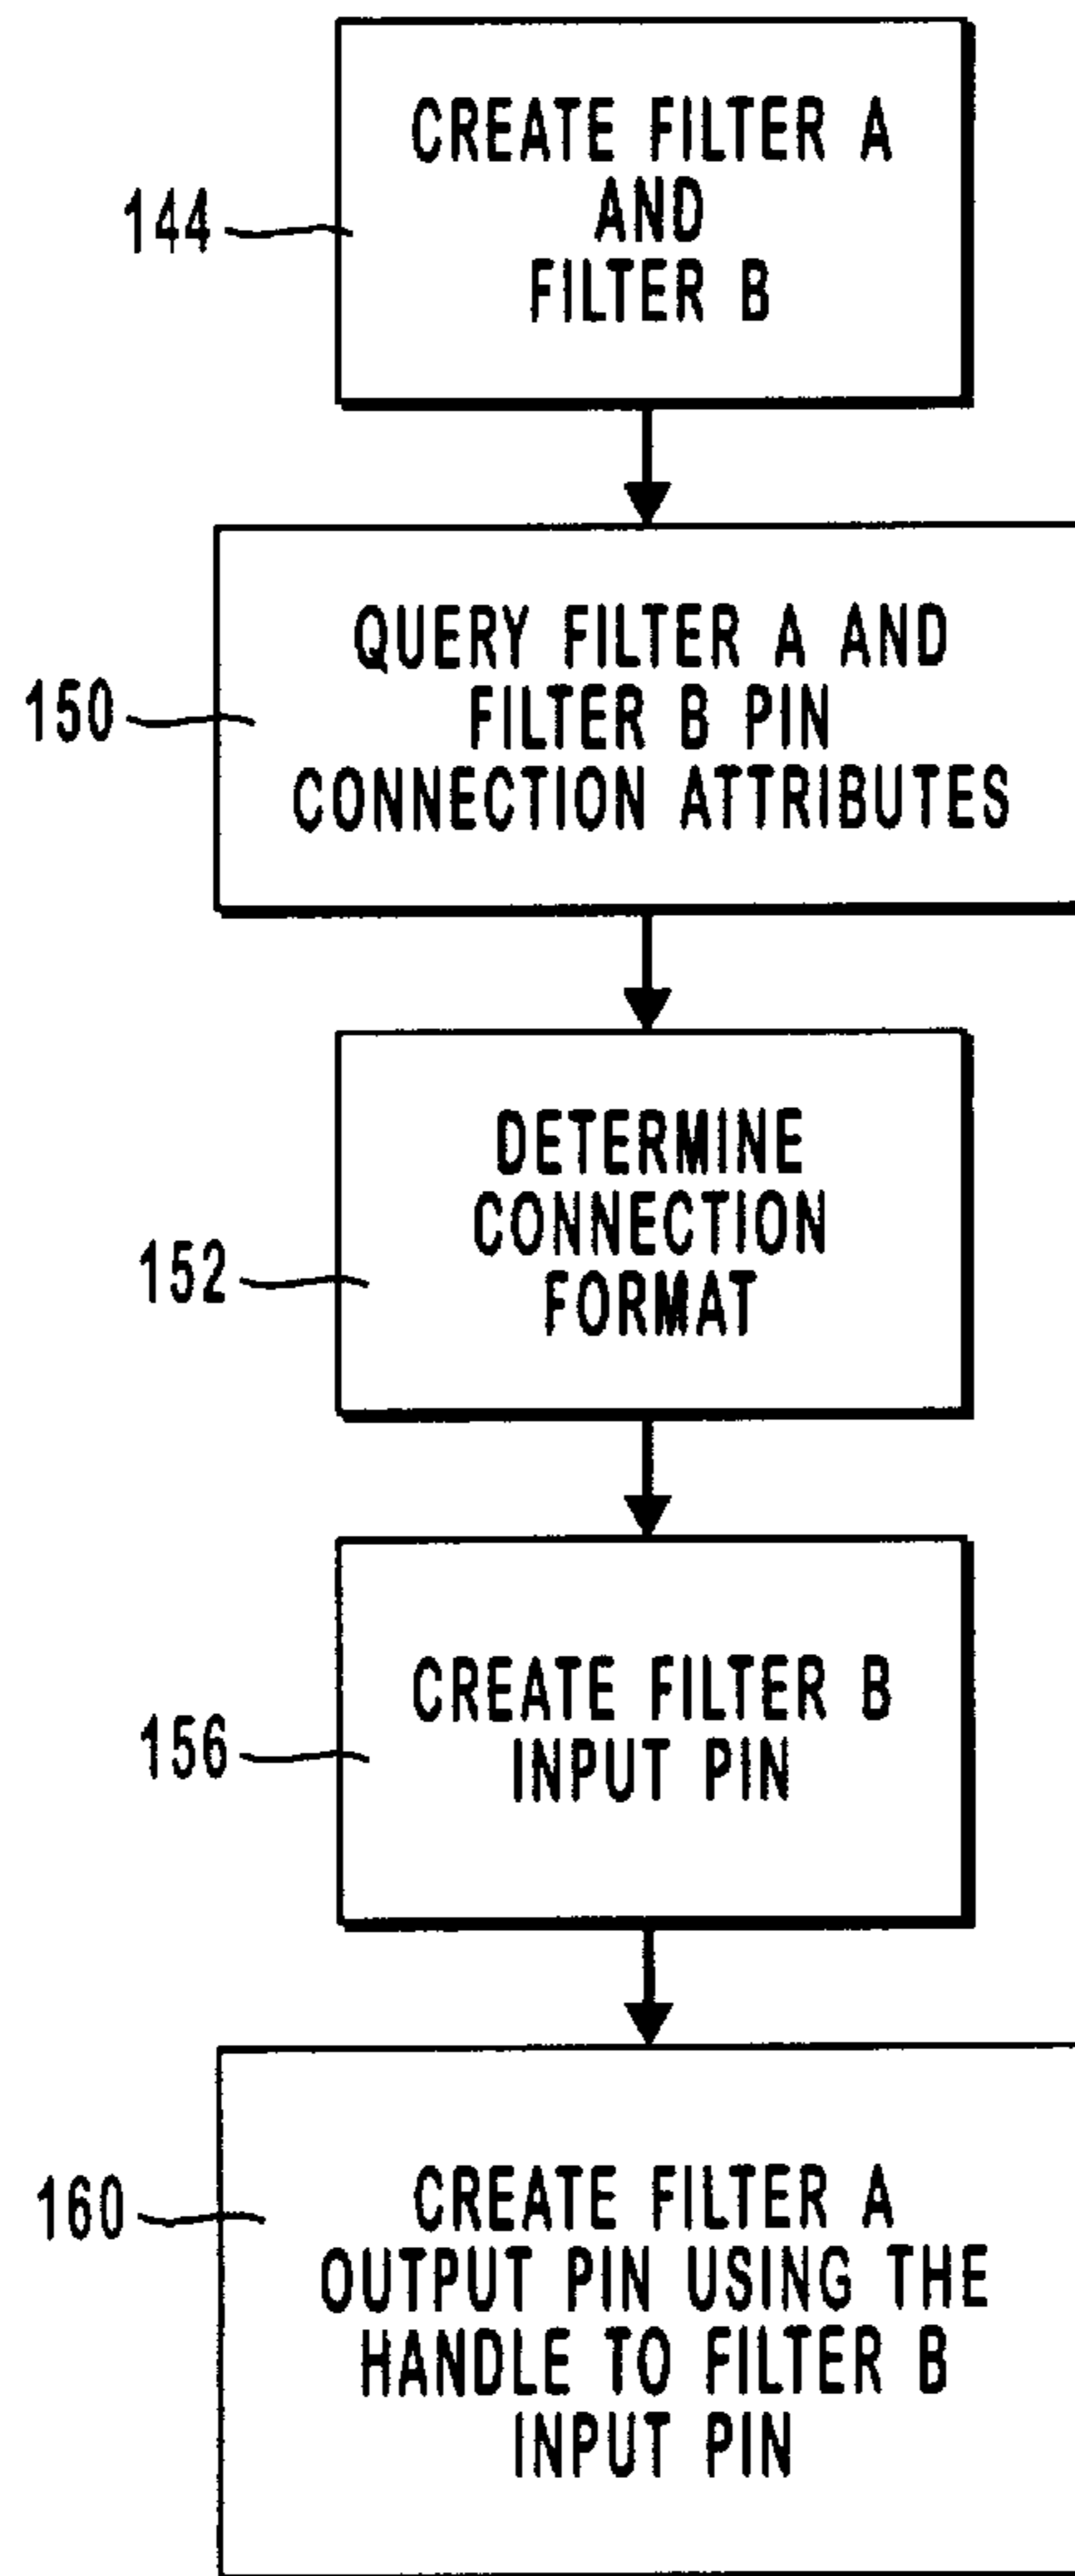 CREATE FILTER A
AND
FILTER B
144
QUERY FILTER A AND
FILTER B PIN
CONNECTION ATTRIBUTES
150
DETERMINE
CONNECTION
FORMAT
152
CREATE FILTER B
INPUT PIN
156
CREATE FILTER A
OUTPUT PIN USING THE
HANDLE TO FILTER B
INPUT PIN
160